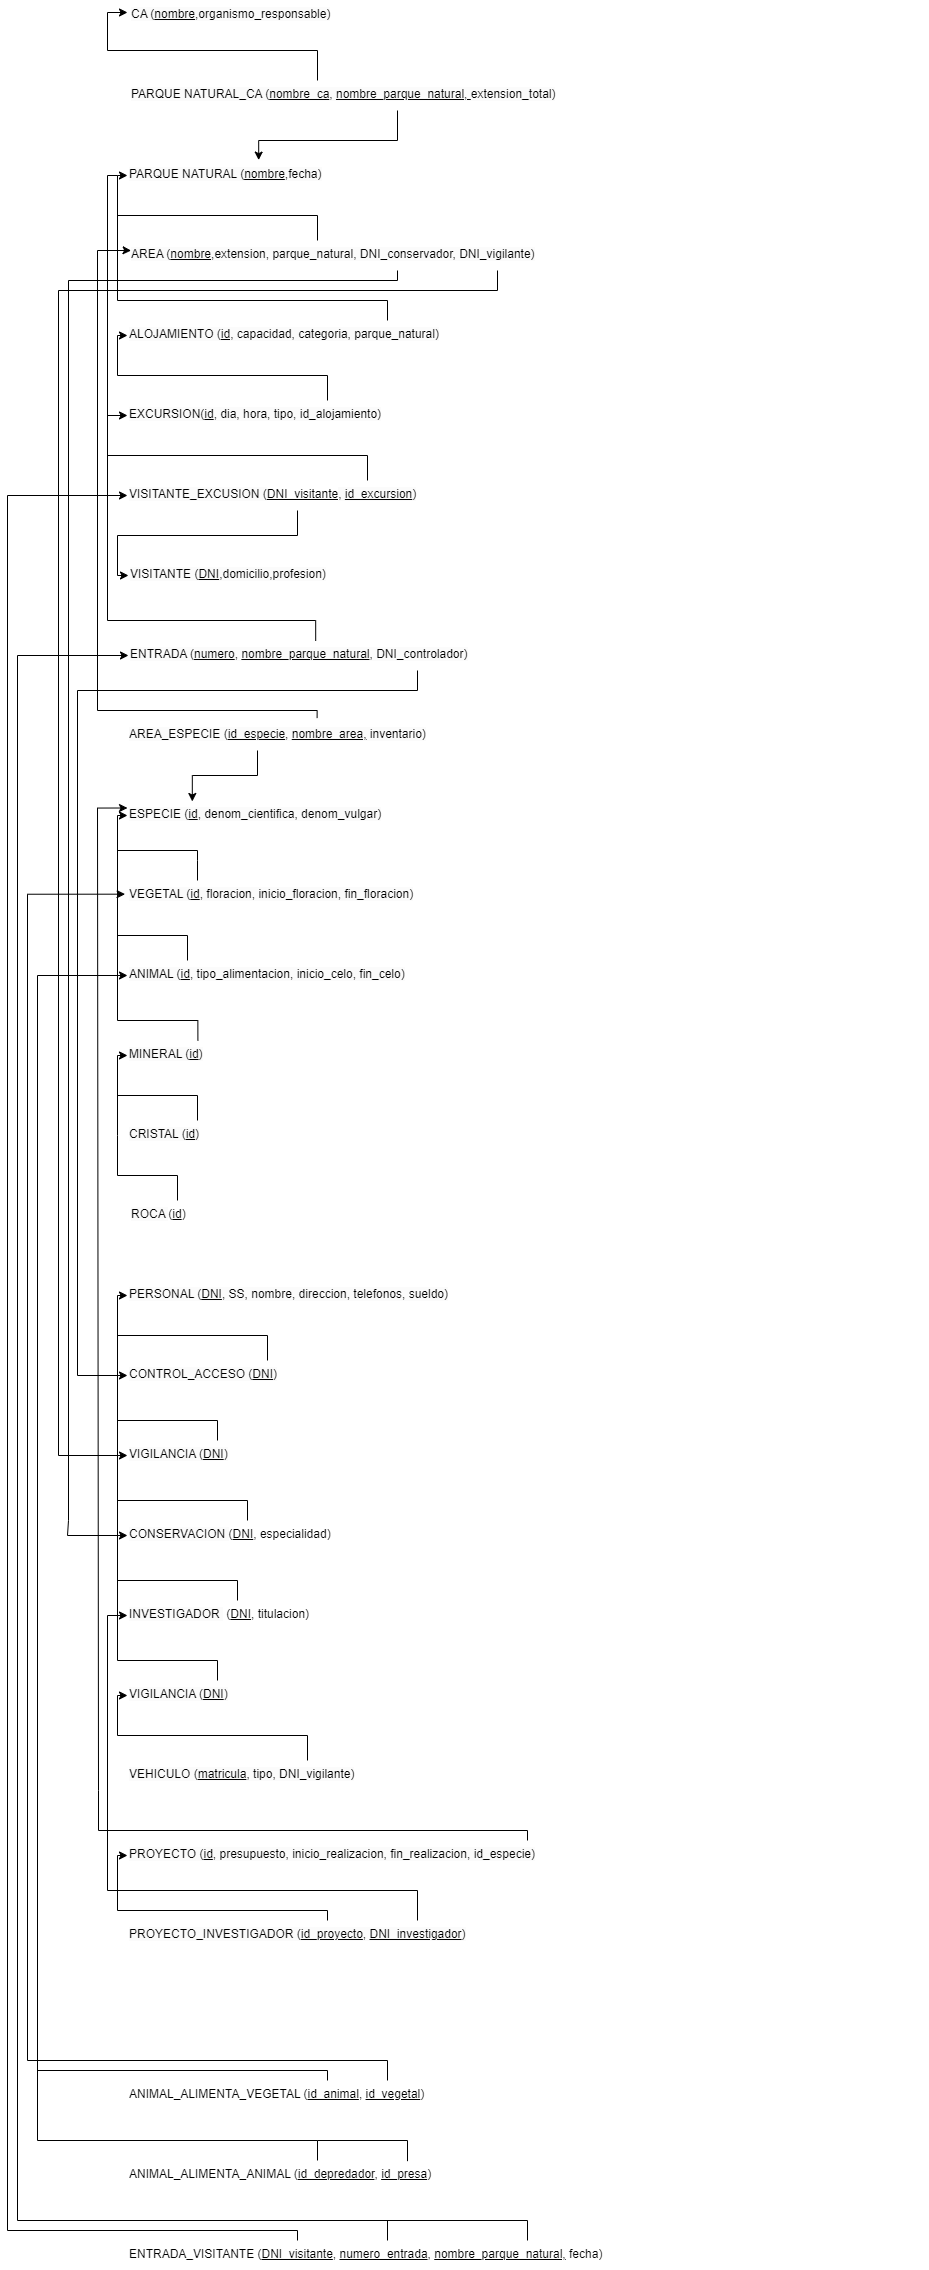 CA (nombre,organismo_responsable)
PARQUE NATURAL_CA (nombre_ca, nombre_parque_natural, extension_total)
PARQUE NATURAL (nombre,fecha)
AREA (nombre,extension, parque_natural, DNI_conservador, DNI_vigilante)
ALOJAMIENTO (id, capacidad, categoria, parque_natural)
EXCURSION(id, dia, hora, tipo, id_alojamiento)
VISITANTE_EXCUSION (DNI_visitante, id_excursion)
VISITANTE (DNI,domicilio,profesion)
ENTRADA (numero, nombre_parque_natural, DNI_controlador)
AREA_ESPECIE (id_especie, nombre_area, inventario)
ESPECIE (id, denom_cientifica, denom_vulgar)
VEGETAL (id, floracion, inicio_floracion, fin_floracion)
ANIMAL (id, tipo_alimentacion, inicio_celo, fin_celo)
MINERAL (id)
CRISTAL (id)
ROCA (id)
PERSONAL (DNI, SS, nombre, direccion, telefonos, sueldo)
CONTROL_ACCESO (DNI)
VIGILANCIA (DNI)
CONSERVACION (DNI, especialidad)
INVESTIGADOR (DNI, titulacion)
VIGILANCIA (DNI)
VEHICULO (matricula, tipo, DNI_vigilante)
PROYECTO (id, presupuesto, inicio_realizacion, fin_realizacion, id_especie)
PROYECTO_INVESTIGADOR (id_proyecto, DNI_investigador)
ANIMAL_ALIMENTA_VEGETAL (id_animal, id_vegetal)
ANIMAL_ALIMENTA_ANIMAL (id_depredador, id_presa)
ENTRADA_VISITANTE (DNI_visitante, numero_entrada, nombre_parque_natural, fecha)